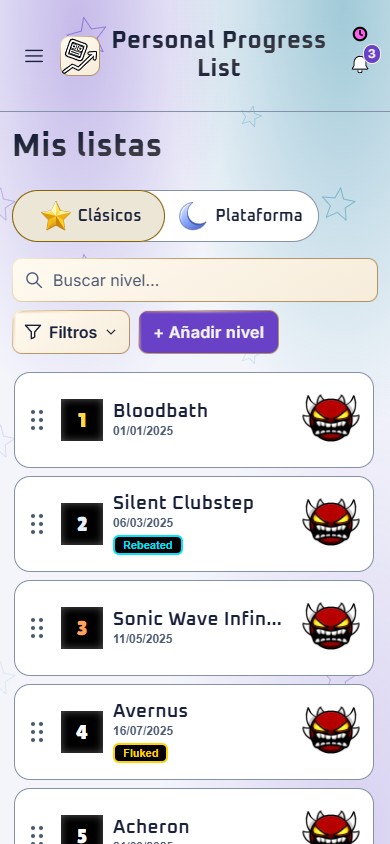 Personal Progress
List
3
Mis listas
Clásicos
Plataforma
Buscar nivel...
Filtros
+ Añadir nivel
1
Bloodbath
01/01/2025
2
Silent Clubstep
06/03/2025
Rebeated
3
Sonic Wave Infin...
11/05/2025
4
Avernus
16/07/2025
Fluked
5
Acheron